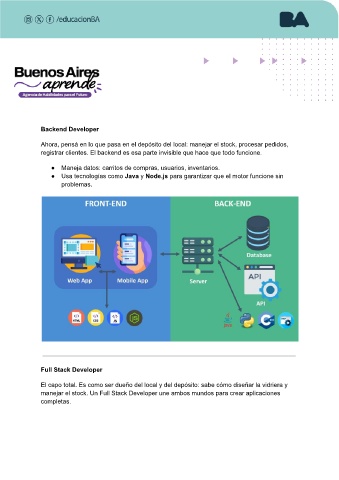 /educacionBA
BA
Buenos Aires
aprende
Agencia de Habilidades para el Futuro
Backend Developer
Ahora, pensá en lo que pasa en el depósito del local: manejar el stock, procesar pedidos,
registrar clientes. El backend es esa parte invisible que hace que todo funcione.
● Maneja datos: carritos de compras, usuarios, inventarios.
● Usa tecnologías como Java y Node.js para garantizar que el motor funcione sin
problemas.
FRONT-END BACK-END
Database
API
Web App Mobile App Server
API
HTML CSS JS
Full Stack Developer
El capo total. Es como ser dueño del local y del depósito: sabe cómo diseñar la vidriera y
manejar el stock. Un Full Stack Developer une ambos mundos para crear aplicaciones
completas.